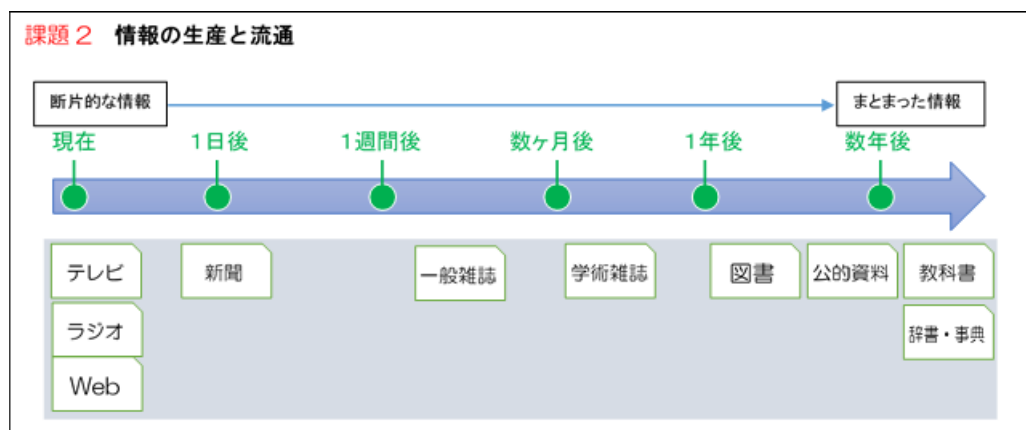 課題２ 情報の生産と流通
断片的な情報 まとまった情報
現在 １日後 １週間後 数ヶ月後 １年後 数年後
テレビ 新聞 一般雑誌 学術雑誌 図書 公的資料 教科書
ラジオ 辞書・事典
Web